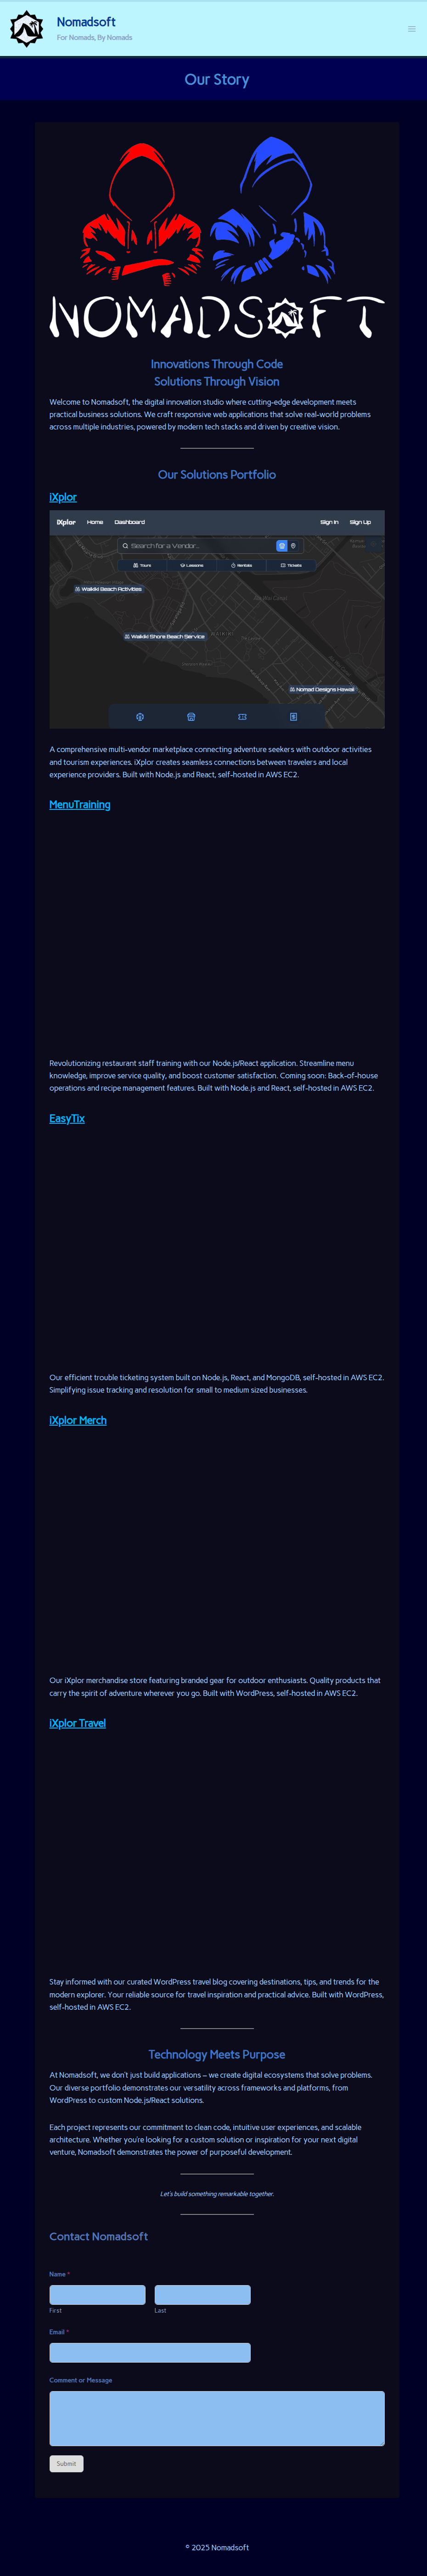 Nomadsoft
For Nomads, By Nomads
Our Story
NOMADSOFT
Innovations Through Code
Solutions Through Vision
Welcome to Nomadsoft, the digital innovation studio where cutting-edge development meets
practical business solutions. We craft responsive web applications that solve real-world problems
across multiple industries, powered by modern tech stacks and driven by creative vision.
Our Solutions Portfolio
iXplor
iXplor Home Dashboard Sign In Sign Up
Search for a Vendor...
Tours Lessons Rentals Tickets
Waikiki Beach Activities
WAIKIKI
Waikiki Shore Beach Service
Nomad Designs Hawaii
A comprehensive multi-vendor marketplace connecting adventure seekers with outdoor activities
and tourism experiences. iXplor creates seamless connections between travelers and local
experience providers. Built with Node.js and React, self-hosted in AWS EC2.
MenuTraining
Revolutionizing restaurant staff training with our Node.js/React application. Streamline menu
knowledge, improve service quality, and boost customer satisfaction. Coming soon: Back-of-house
operations and recipe management features. Built with Node.js and React, self-hosted in AWS EC2.
EasyTix
Our efficient trouble ticketing system built on Node.js, React, and MongoDB, self-hosted in AWS EC2.
Simplifying issue tracking and resolution for small to medium sized businesses.
iXplor Merch
Our iXplor merchandise store featuring branded gear for outdoor enthusiasts. Quality products that
carry the spirit of adventure wherever you go. Built with WordPress, self-hosted in AWS EC2.
iXplor Travel
Stay informed with our curated WordPress travel blog covering destinations, tips, and trends for the
modern explorer. Your reliable source for travel inspiration and practical advice. Built with WordPress,
self-hosted in AWS EC2.
Technology Meets Purpose
At Nomadsoft, we don't just build applications – we create digital ecosystems that solve problems.
Our diverse portfolio demonstrates our versatility across frameworks and platforms, from
WordPress to custom Node.js/React solutions.
Each project represents our commitment to clean code, intuitive user experiences, and scalable
architecture. Whether you're looking for a custom solution or inspiration for your next digital
venture, Nomadsoft demonstrates the power of purposeful development.
Let's build something remarkable together.
Contact Nomadsoft
Name *
First Last
Email *
Comment or Message
Submit
© 2025 Nomadsoft